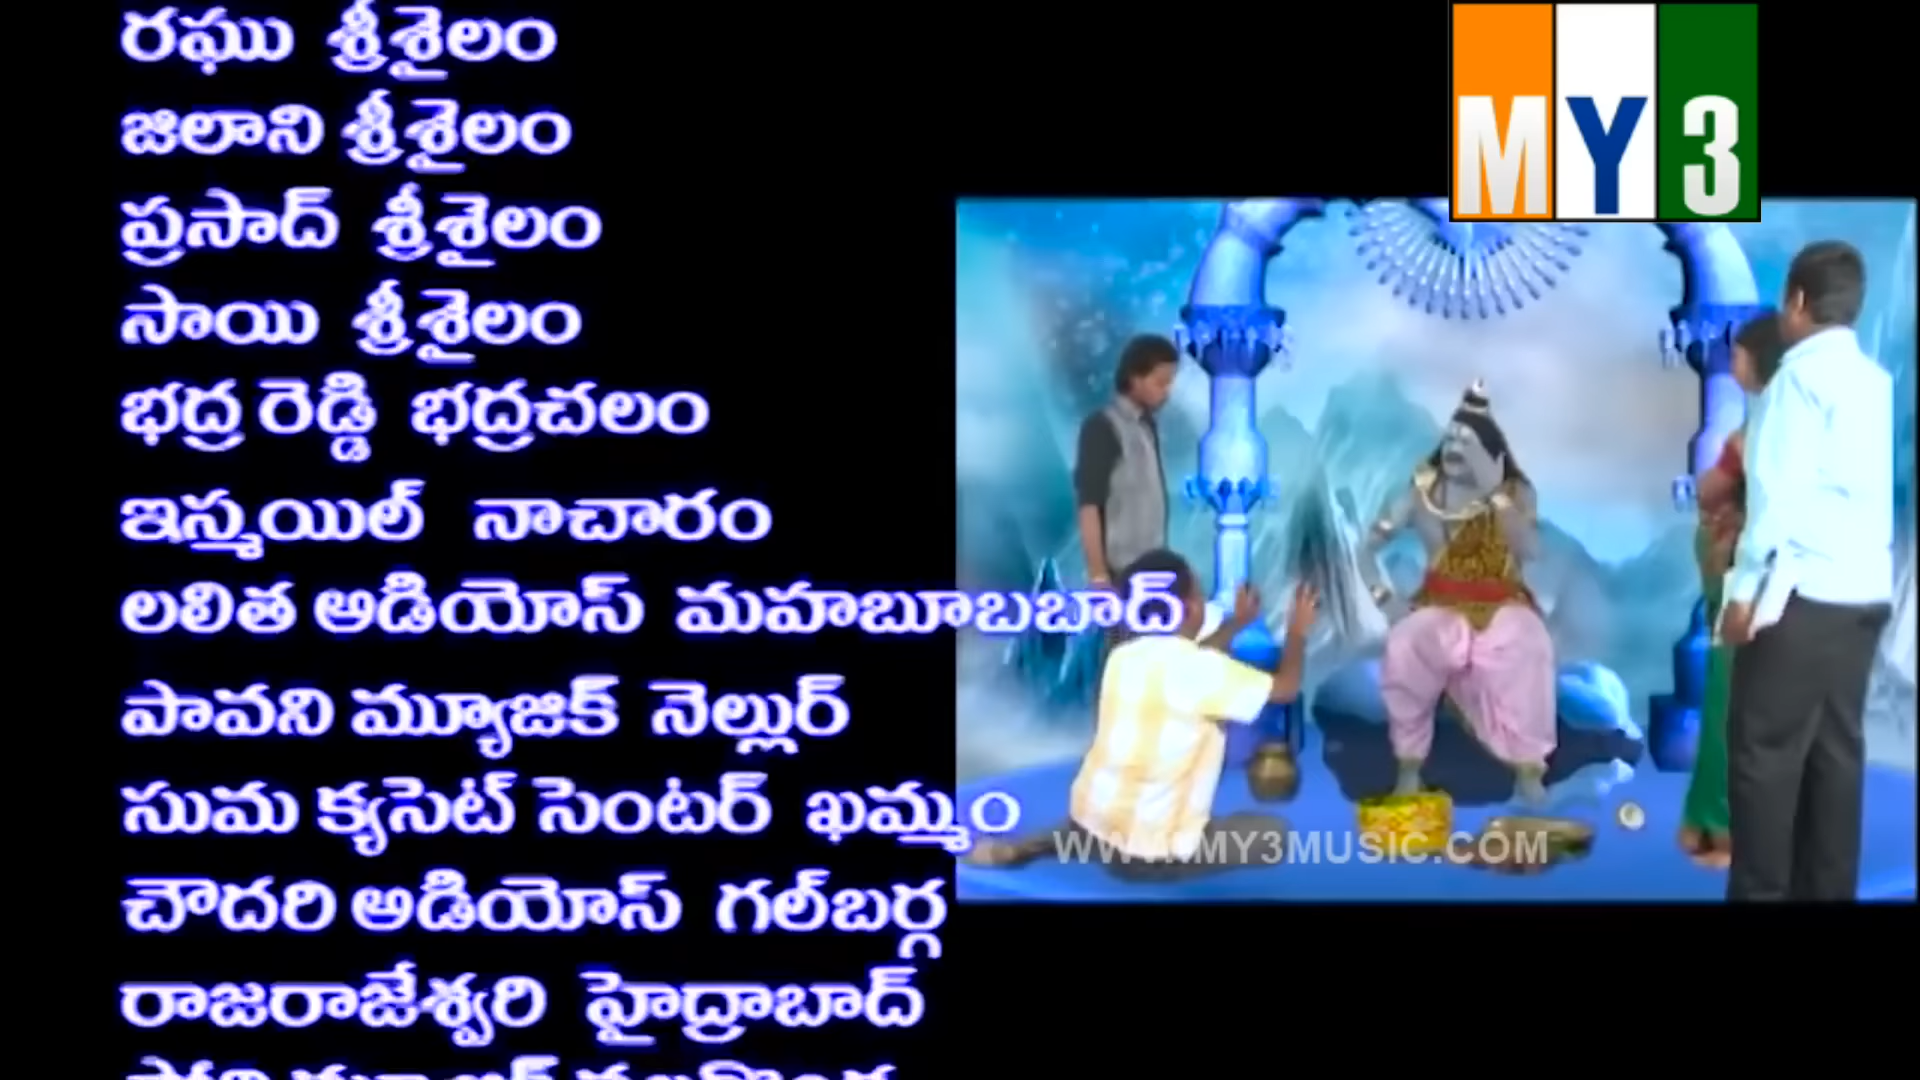 రఘు శ్రీశైలం
జిలాని శ్రీశైలం
ప్రసాద్ శ్రీశైలం
సాయి శ్రీశైలం
భద్ర రెడ్డి భద్రచలం
ఇస్మయిల్ నాచారం
లలిత ఆడియోస్ మహబూబబాద్
పావని మ్యూజిక్ నెల్లుర్
సుమ క్యసెట్ సెంటర్ ఖమ్మం
చౌదరి అడియోస్ గల్‌బర్గ
రాజరాజేశ్వరి హైద్రాబాద్
MY3
WWW.MY3MUSIC.COM